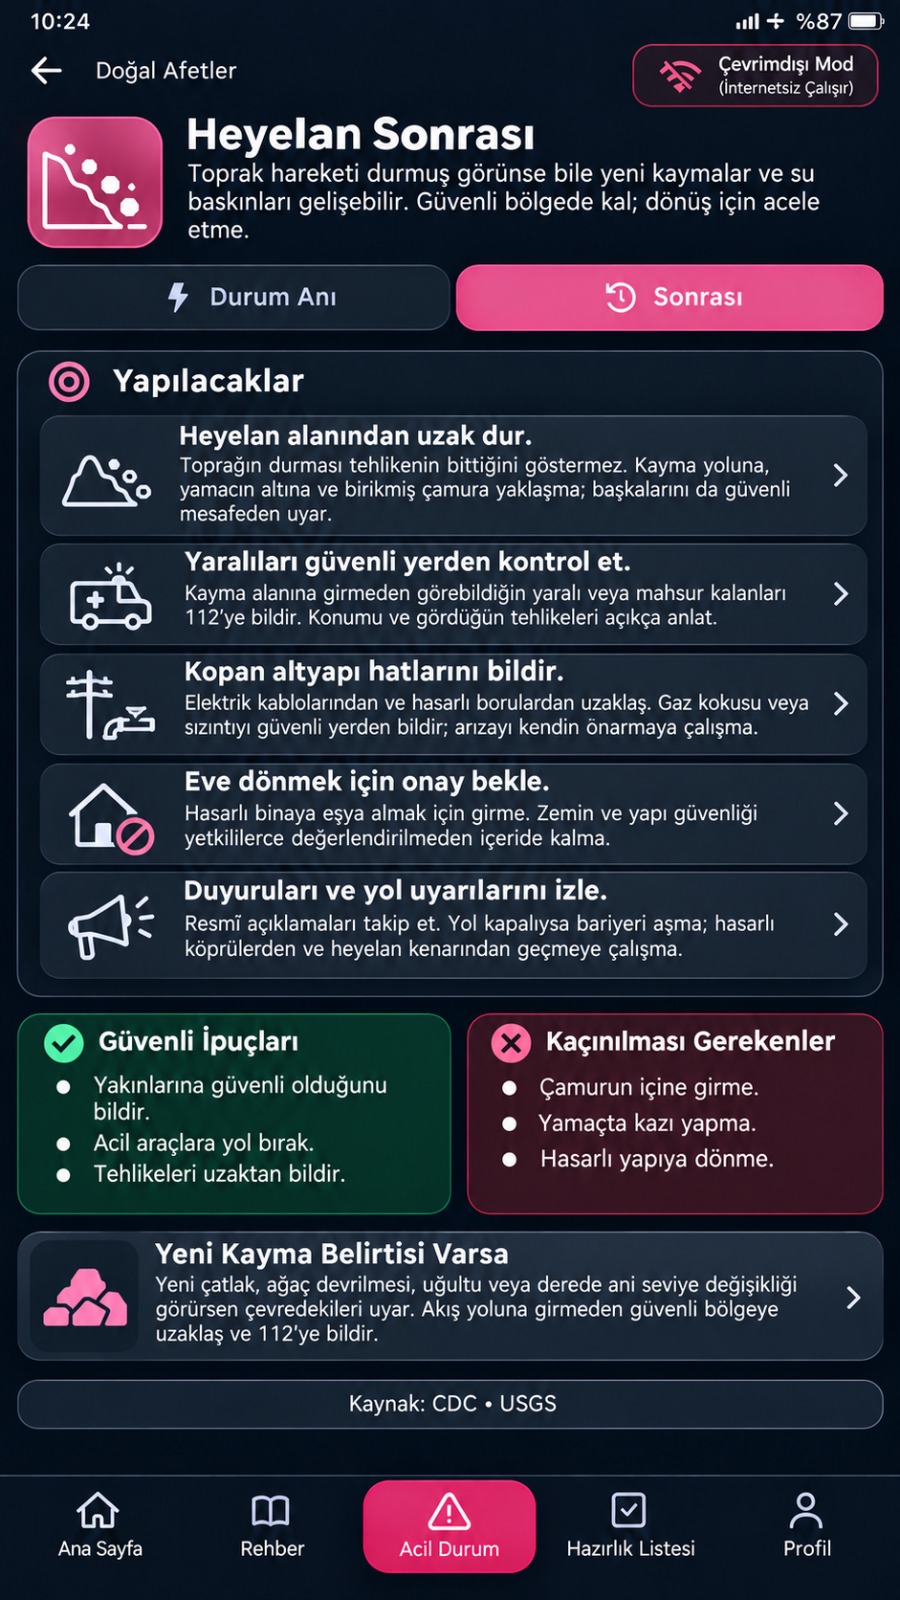 10:24
%87
Doğal Afetler
Çevrimdışı Mod
(İnternetsiz Çalışır)
Heyelan Sonrası
Toprak hareketi durmuş görünse bile yeni kaymalar ve su
baskınları gelişebilir. Güvenli bölgede kal; dönüş için acele
etme.
Durum Anı
Sonrası
Yapılacaklar
Heyelan alanından uzak dur.
Toprağın durması tehlikenin bittiğini göstermez. Kayma yoluna,
yamacın altına ve birikmiş çamura yaklaşma; başkalarını da güvenli
mesafeden uyar.
Yaralıları güvenli yerden kontrol et.
Kayma alanına girmeden görebildiğin yaralı veya mahsur kalanları
112'ye bildir. Konumu ve gördüğün tehlikeleri açıkça anlat.
Kopan altyapı hatlarını bildir.
Elektrik kablolarından ve hasarlı borulardan uzaklaş. Gaz kokusu veya
sızıntıyı güvenli yerden bildir; arızayı kendin önarmaya çalışma.
Eve dönmek için onay bekle.
Hasarlı binaya eşya almak için girme. Zemin ve yapı güvenliği
yetkililerce değerlendirilmeden içeride kalma.
Duyuruları ve yol uyarılarını izle.
Resmî açıklamaları takip et. Yol kapalıysa bariyeri aşma; hasarlı
köprülerden ve heyelan kenarından geçmeye çalışma.
Güvenli İpuçları
Yakınlarına güvenli olduğunu
bildir.
Acil araçlara yol bırak.
Tehlikeleri uzaktan bildir.
Kaçınılması Gerekenler
Çamurun içine girme.
Yamaçta kazı yapma.
Hasarlı yapıya dönme.
Yeni Kayma Belirtisi Varsa
Yeni çatlak, ağaç devrilmesi, uğultu veya derede ani seviye değişikliği
görürsen çevredekileri uyar. Akış yoluna girmeden güvenli bölgeye
uzaklaş ve 112'ye bildir.
Kaynak: CDC • USGS
Ana Sayfa
Rehber
Acil Durum
Hazırlık Listesi
Profil